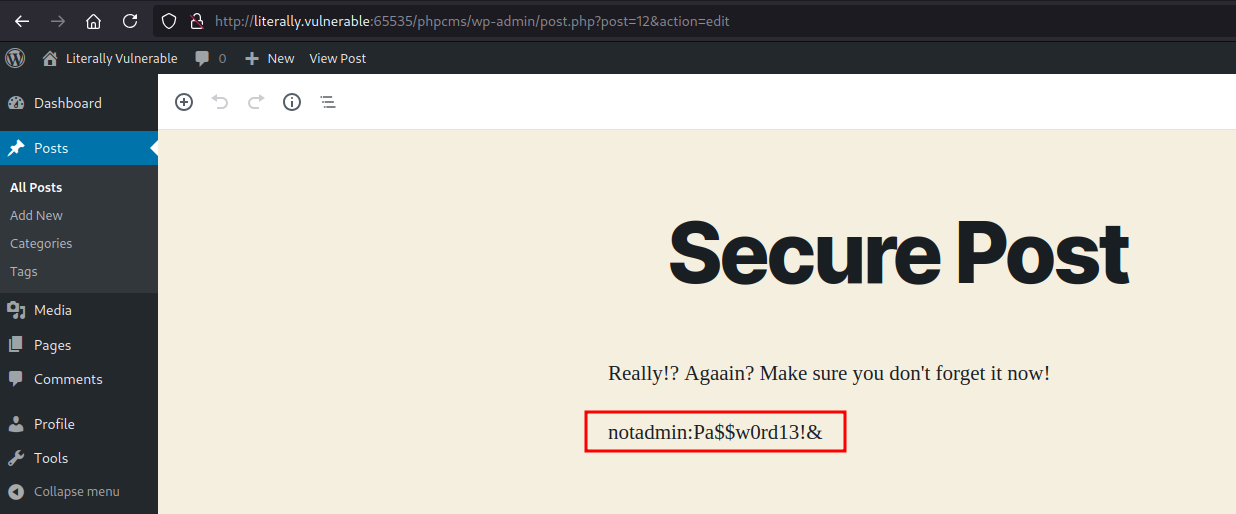 http://literally.vulnerable:65535/phpcms/wp-admin/post.php?post=12&action=edit
Literally Vulnerable 0 New View Post
Dashboard
Posts
All Posts
Add New
Categories
Tags
Media
Pages
Comments
Profile
Tools
Collapse menu
Secure Post
Really!? Agaain? Make sure you don't forget it now!
notadmin:Pa$$w0rd13!&